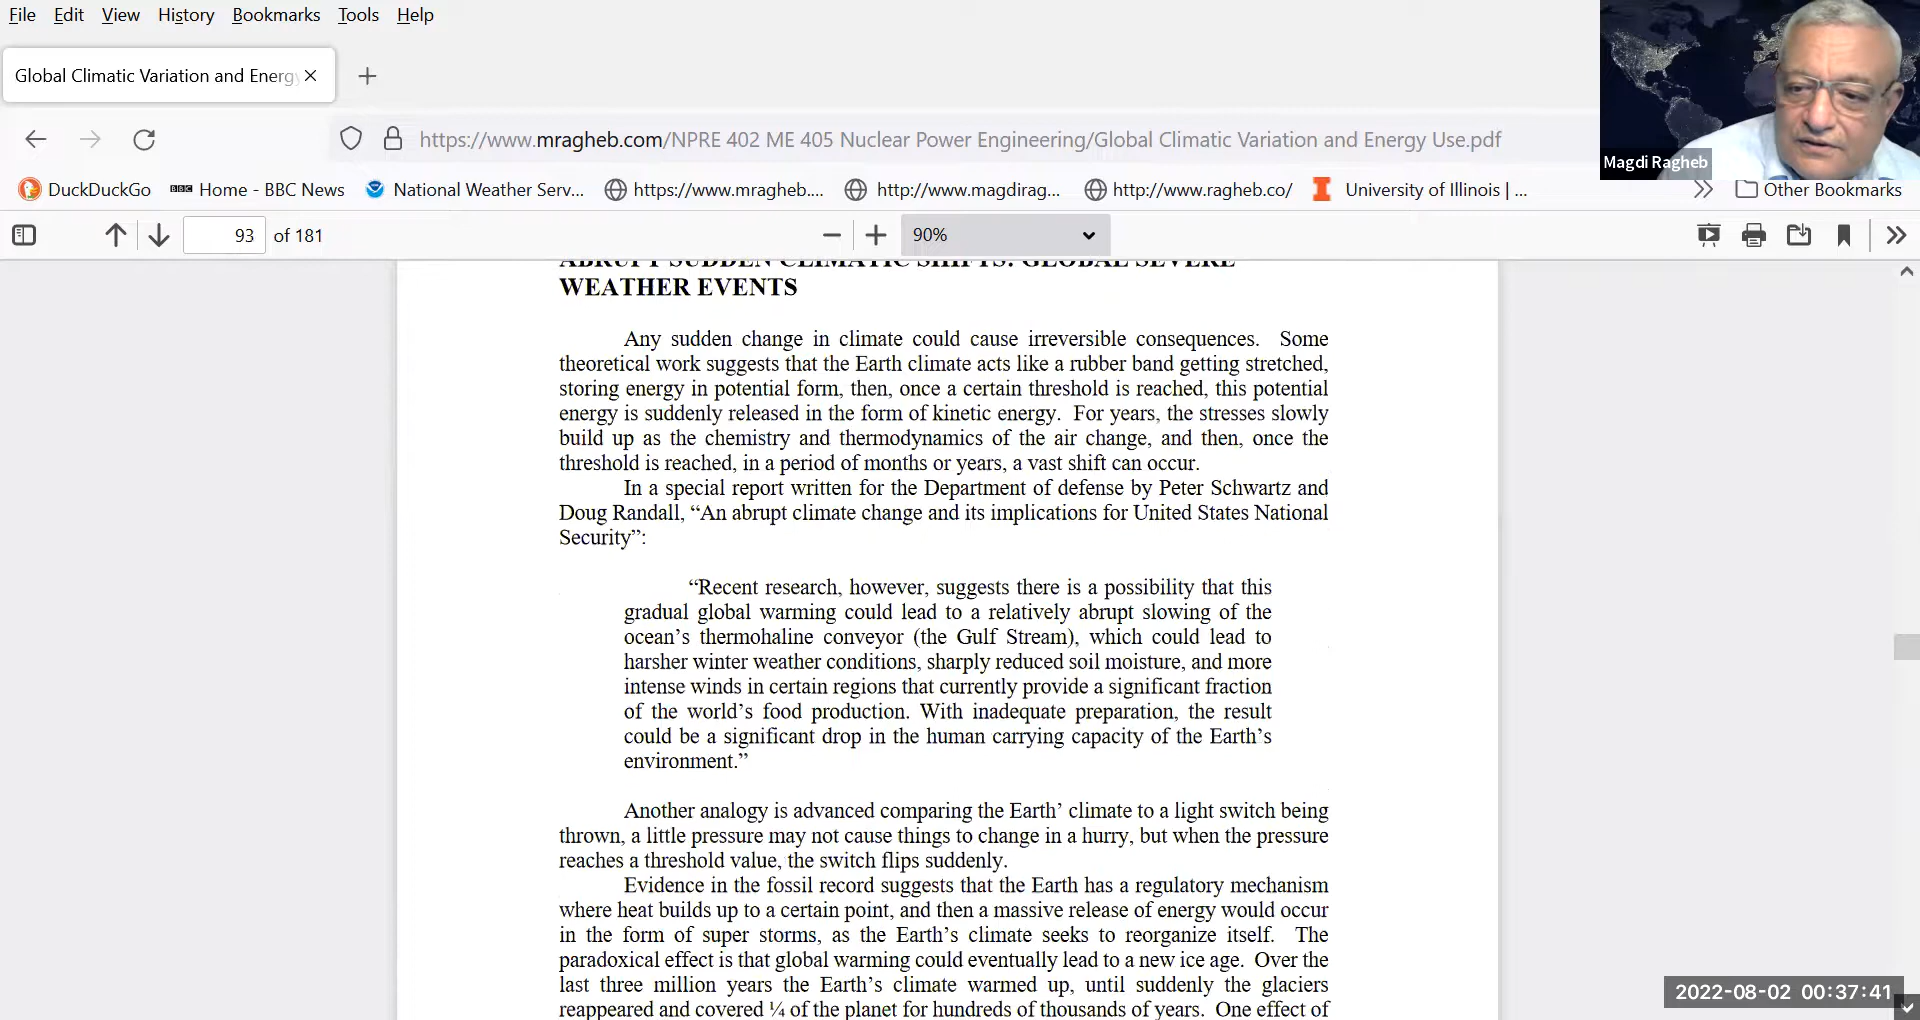 File Edit View History Bookmarks Tools Help
Global Climatic Variation and Energ
https://www.mragheb.com/NPRE 402 ME 405 Nuclear Power Engineering/Global Climatic Variation and Energy Use.pdf
Magdi Ragheb
DuckDuckGo Home - BBC News National Weather Serv... https://www.mragheb.... http://www.magdirag... http://www.ragheb.co/ University of Illinois | ... Other Bookmarks
93 of 181 90%
ABRUPT SUDDEN CLIMATIC SHIFTS: GLOBAL SEVERE
WEATHER EVENTS
Any sudden change in climate could cause irreversible consequences. Some
theoretical work suggests that the Earth climate acts like a rubber band getting stretched,
storing energy in potential form, then, once a certain threshold is reached, this potential
energy is suddenly released in the form of kinetic energy. For years, the stresses slowly
build up as the chemistry and thermodynamics of the air change, and then, once the
threshold is reached, in a period of months or years, a vast shift can occur.
In a special report written for the Department of defense by Peter Schwartz and
Doug Randall, “An abrupt climate change and its implications for United States National
Security”:
“Recent research, however, suggests there is a possibility that this
gradual global warming could lead to a relatively abrupt slowing of the
ocean’s thermohaline conveyor (the Gulf Stream), which could lead to
harsher winter weather conditions, sharply reduced soil moisture, and more
intense winds in certain regions that currently provide a significant fraction
of the world’s food production. With inadequate preparation, the result
could be a significant drop in the human carrying capacity of the Earth’s
environment.”
Another analogy is advanced comparing the Earth’ climate to a light switch being
thrown, a little pressure may not cause things to change in a hurry, but when the pressure
reaches a threshold value, the switch flips suddenly.
Evidence in the fossil record suggests that the Earth has a regulatory mechanism
where heat builds up to a certain point, and then a massive release of energy would occur
in the form of super storms, as the Earth’s climate seeks to reorganize itself. The
paradoxical effect is that global warming could eventually lead to a new ice age. Over the
last three million years the Earth’s climate warmed up, until suddenly the glaciers
reappeared and covered ¼ of the planet for hundreds of thousands of years. One effect of
2022-08-02 00:37:41